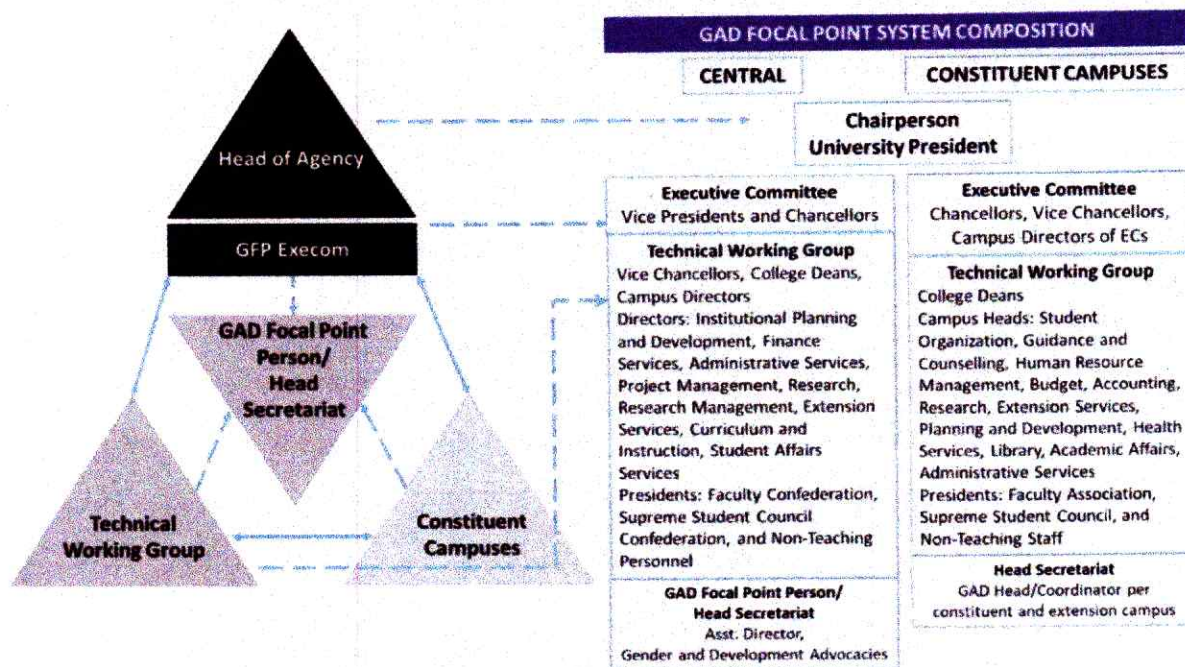 Head of Agency
GFP Execom
GAD Focal Point
Person/
Head
Secretariat
Technical
Working Group
Constituent
Campuses
GAD FOCAL POINT SYSTEM COMPOSITION
CENTRAL
CONSTITUENT CAMPUSES
Chairperson
University President
Executive Committee
Vice Presidents and Chancellors
Technical Working Group
Vice Chancellors, College Deans,
Campus Directors
Directors: Institutional Planning
and Development, Finance
Services, Administrative Services,
Project Management, Research,
Research Management, Extension
Services, Curriculum and
Instruction, Student Affairs
Services
Presidents: Faculty Confederation,
Supreme Student Council
Confederation, and Non-Teaching
Personnel
GAD Focal Point Person/
Head Secretariat
Asst. Director,
Gender and Development Advocacies
Executive Committee
Chancellors, Vice Chancellors,
Campus Directors of ECs
Technical Working Group
College Deans
Campus Heads: Student
Organization, Guidance and
Counselling, Human Resource
Management, Budget, Accounting,
Research, Extension Services,
Planning and Development, Health
Services, Library, Academic Affairs,
Administrative Services
Presidents: Faculty Association,
Supreme Student Council, and
Non-Teaching Staff
Head Secretariat
GAD Head/Coordinator per
constituent and extension campus